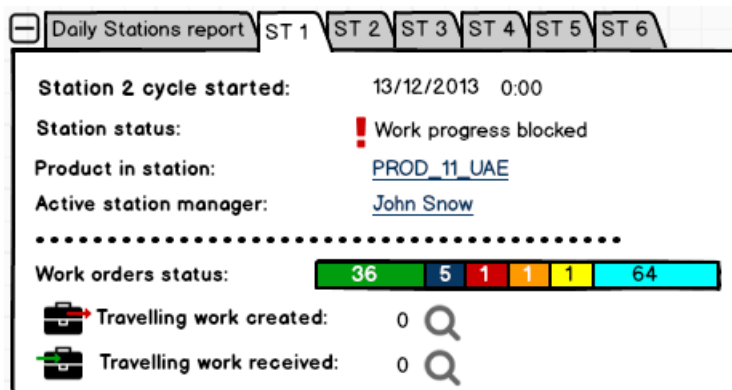 Daily Stations report ST 1 ST 2 ST 3 ST 4 ST 5 ST 6
Station 2 cycle started: 13/12/2013 0:00
Station status: Work progress blocked
Product in station: PROD_11_UAE
Active station manager: John Snow
Work orders status: 36 5 1 1 1 64
Travelling work created: 0
Travelling work received: 0